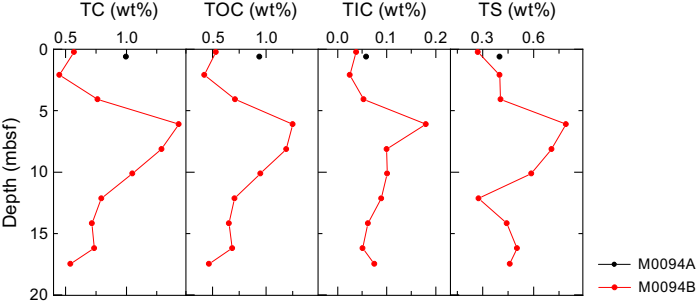 TC (wt%) TOC (wt%) TIC (wt%) TS (wt%)
0.5 1.0 0.5 1.0 0.0 0.1 0.2 0.3 0.6
0
5
10
15
20
Depth (mbsf)
M0094A
M0094B